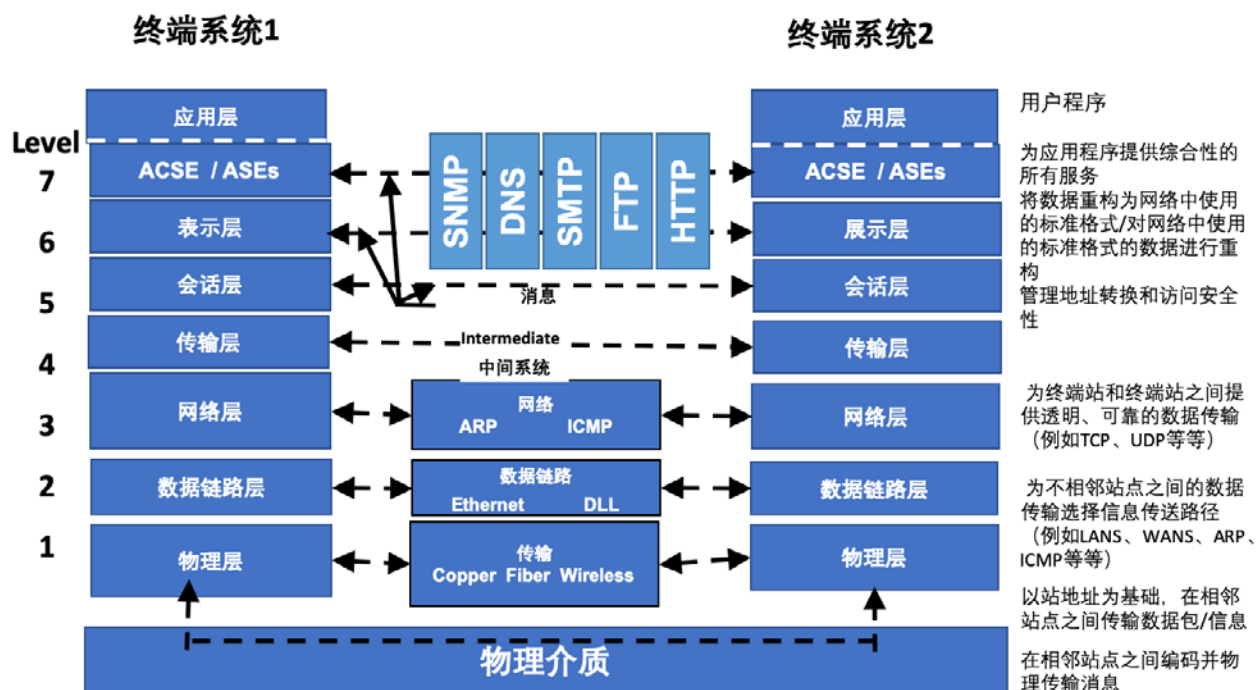 终端系统1
终端系统2
应用层
应用层
用户程序
Level
7
ACSE / ASEs
SNMP
DNS
SMTP
FTP
HTTP
ACSE / ASEs
为应用程序提供综合性的
所有服务
6
表示层
展示层
将数据重构为网络中使用
的标准格式/对网络中使用
的标准格式的数据进行重
构
5
会话层
消息
会话层
管理地址转换和访问安全
性
4
传输层
Intermediate
中间系统
传输层
3
网络层
网络
ARP ICMP
网络层
为终端站和终端站之间提
供透明、可靠的数据传输
（例如TCP、UDP等等）
2
数据链路层
数据链路
Ethernet DLL
数据链路层
为不相邻站点之间的数据
传输选择信息传送路径
（例如LANS、WANS、ARP、
ICMP等等）
1
物理层
传输
Copper Fiber Wireless
物理层
以站地址为基础，在相邻
站点之间传输数据包/信息
物理介质
在相邻站点之间编码并物
理传输消息